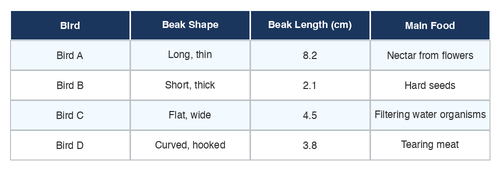 Bird Beak Shape Beak Length (cm) Main Food
Bird A Long, thin 8.2 Nectar from flowers
Bird B Short, thick 2.1 Hard seeds
Bird C Flat, wide 4.5 Filtering water organisms
Bird D Curved, hooked 3.8 Tearing meat